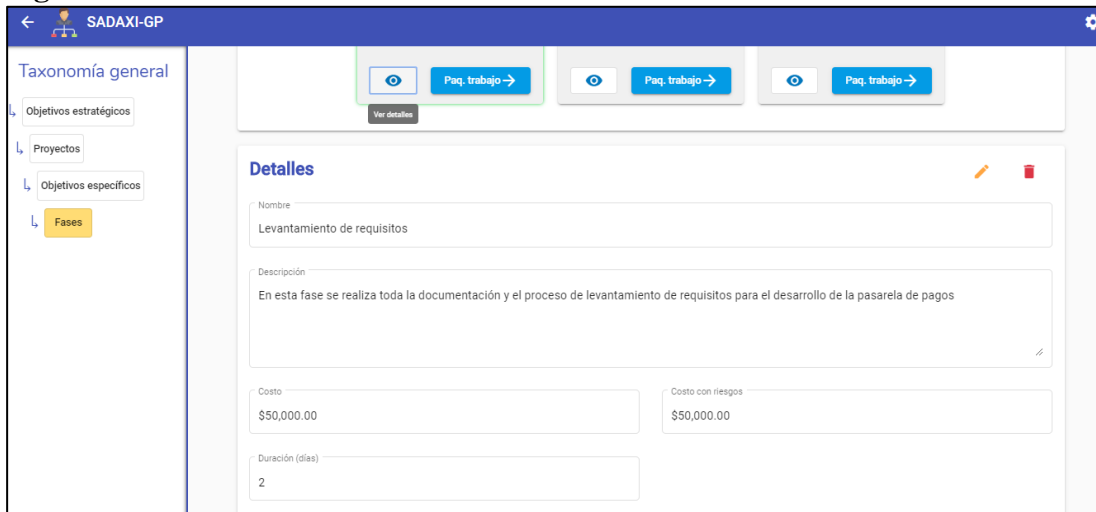 SADAXI-GP
Taxonomía general
Objetivos estratégicos
Proyectos
Objetivos específicos
Fases
Paq. trabajo
Paq. trabajo
Paq. trabajo
Ver detalles
Detalles
Nombre
Levantamiento de requisitos
Descripción
En esta fase se realiza toda la documentación y el proceso de levantamiento de requisitos para el desarrollo de la pasarela de pagos
Costo
$50,000.00
Costo con riesgos
$50,000.00
Duración (días)
2